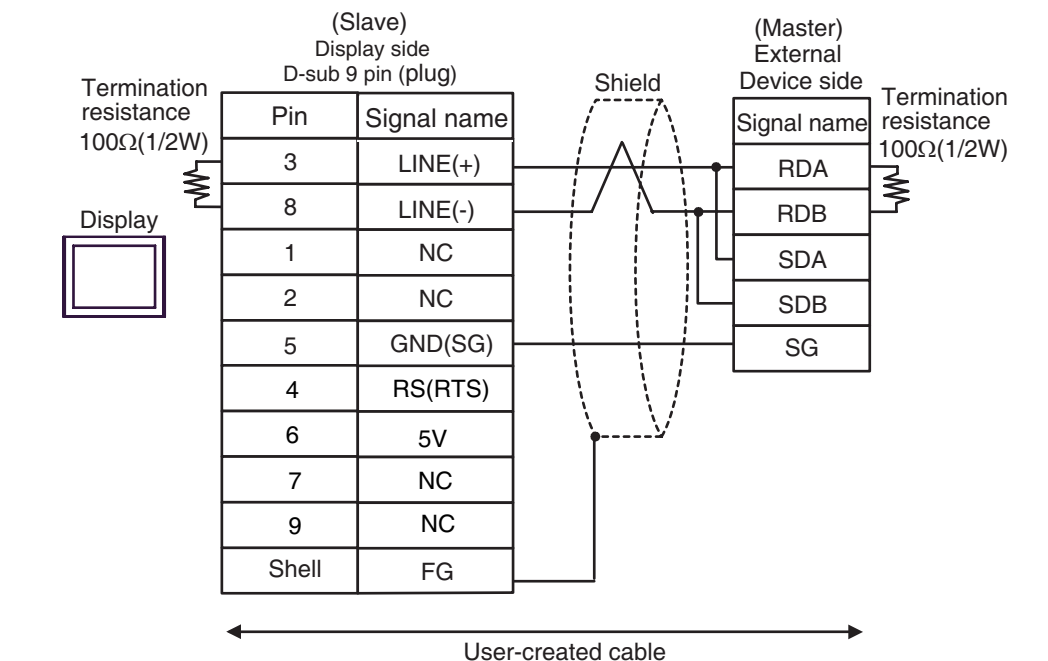 (Slave)
Display side
D-sub 9 pin (plug)
(Master)
External
Device side
Shield
Termination
resistance
100Ω(1/2W)
Termination
resistance
100Ω(1/2W)
Display
Pin Signal name
3 LINE(+)
8 LINE(-)
1 NC
2 NC
5 GND(SG)
4 RS(RTS)
6 5V
7 NC
9 NC
Shell FG
Signal name
RDA
RDB
SDA
SDB
SG
User-created cable